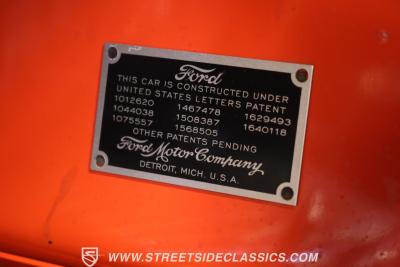 Ford
THIS CAR IS CONSTRUCTED UNDER
UNITED STATES LETTERS PATENT
1012620 1467478 1629493
1044038 1508387 1640118
1075557 1568505
OTHER PATENTS PENDING
Ford Motor Company
DETROIT, MICH. U.S.A.
WWW.STREETSIDECLASSICS.COM